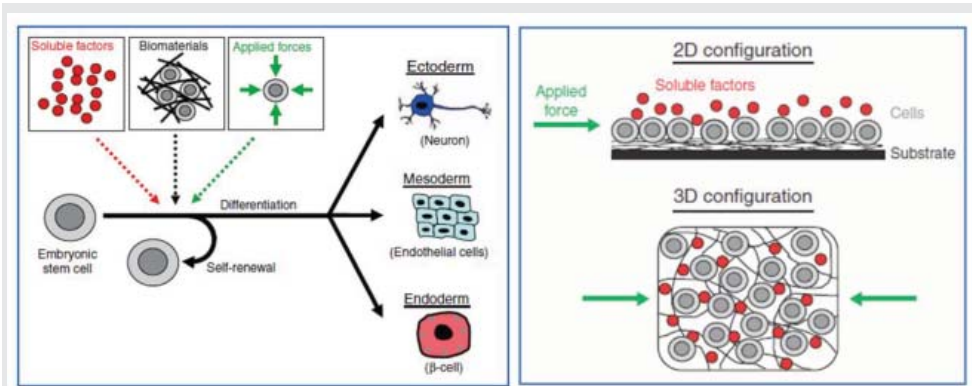 Soluble factors
Biomaterials
Applied forces
Ectoderm
(Neuron)
Mesoderm
(Endothelial cells)
Differentiation
Embryonic
stem cell
Self-renewal
Endoderm
(β-cell)
2D configuration
Soluble factors
Applied
force
Cells
Substrate
3D configuration